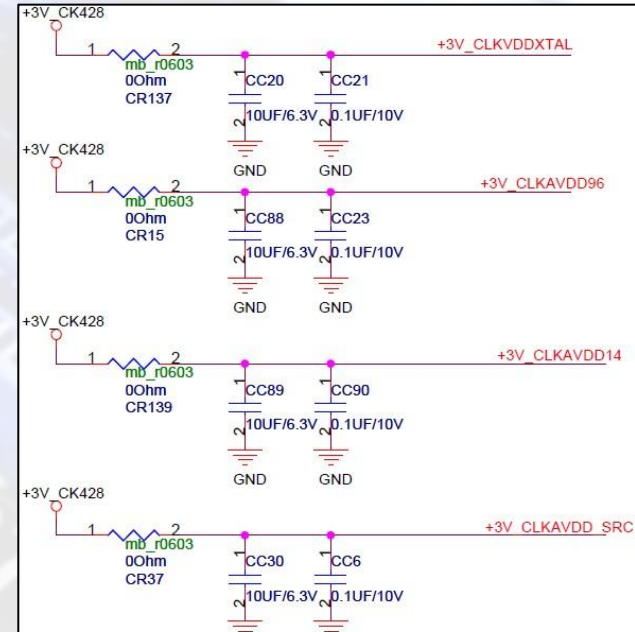 +3V_CK428
1 2 +3V_CLKVDDXTAL
mb_r0603
0Ohm
CR137
1 CC20 1 CC21
2 10UF/6.3V 2 0.1UF/10V
GND GND
+3V_CK428
1 2 +3V_CLKAVDD96
mb_r0603
0Ohm
CR15
1 CC88 1 CC23
2 10UF/6.3V 2 0.1UF/10V
GND GND
+3V_CK428
1 2 +3V_CLKAVDD14
mb_r0603
0Ohm
CR139
1 CC89 1 CC90
2 10UF/6.3V 2 0.1UF/10V
GND GND
+3V_CK428
1 2 +3V_CLKAVDD_SRC
mb_r0603
0Ohm
CR37
1 CC30 1 CC6
2 10UF/6.3V 2 0.1UF/10V